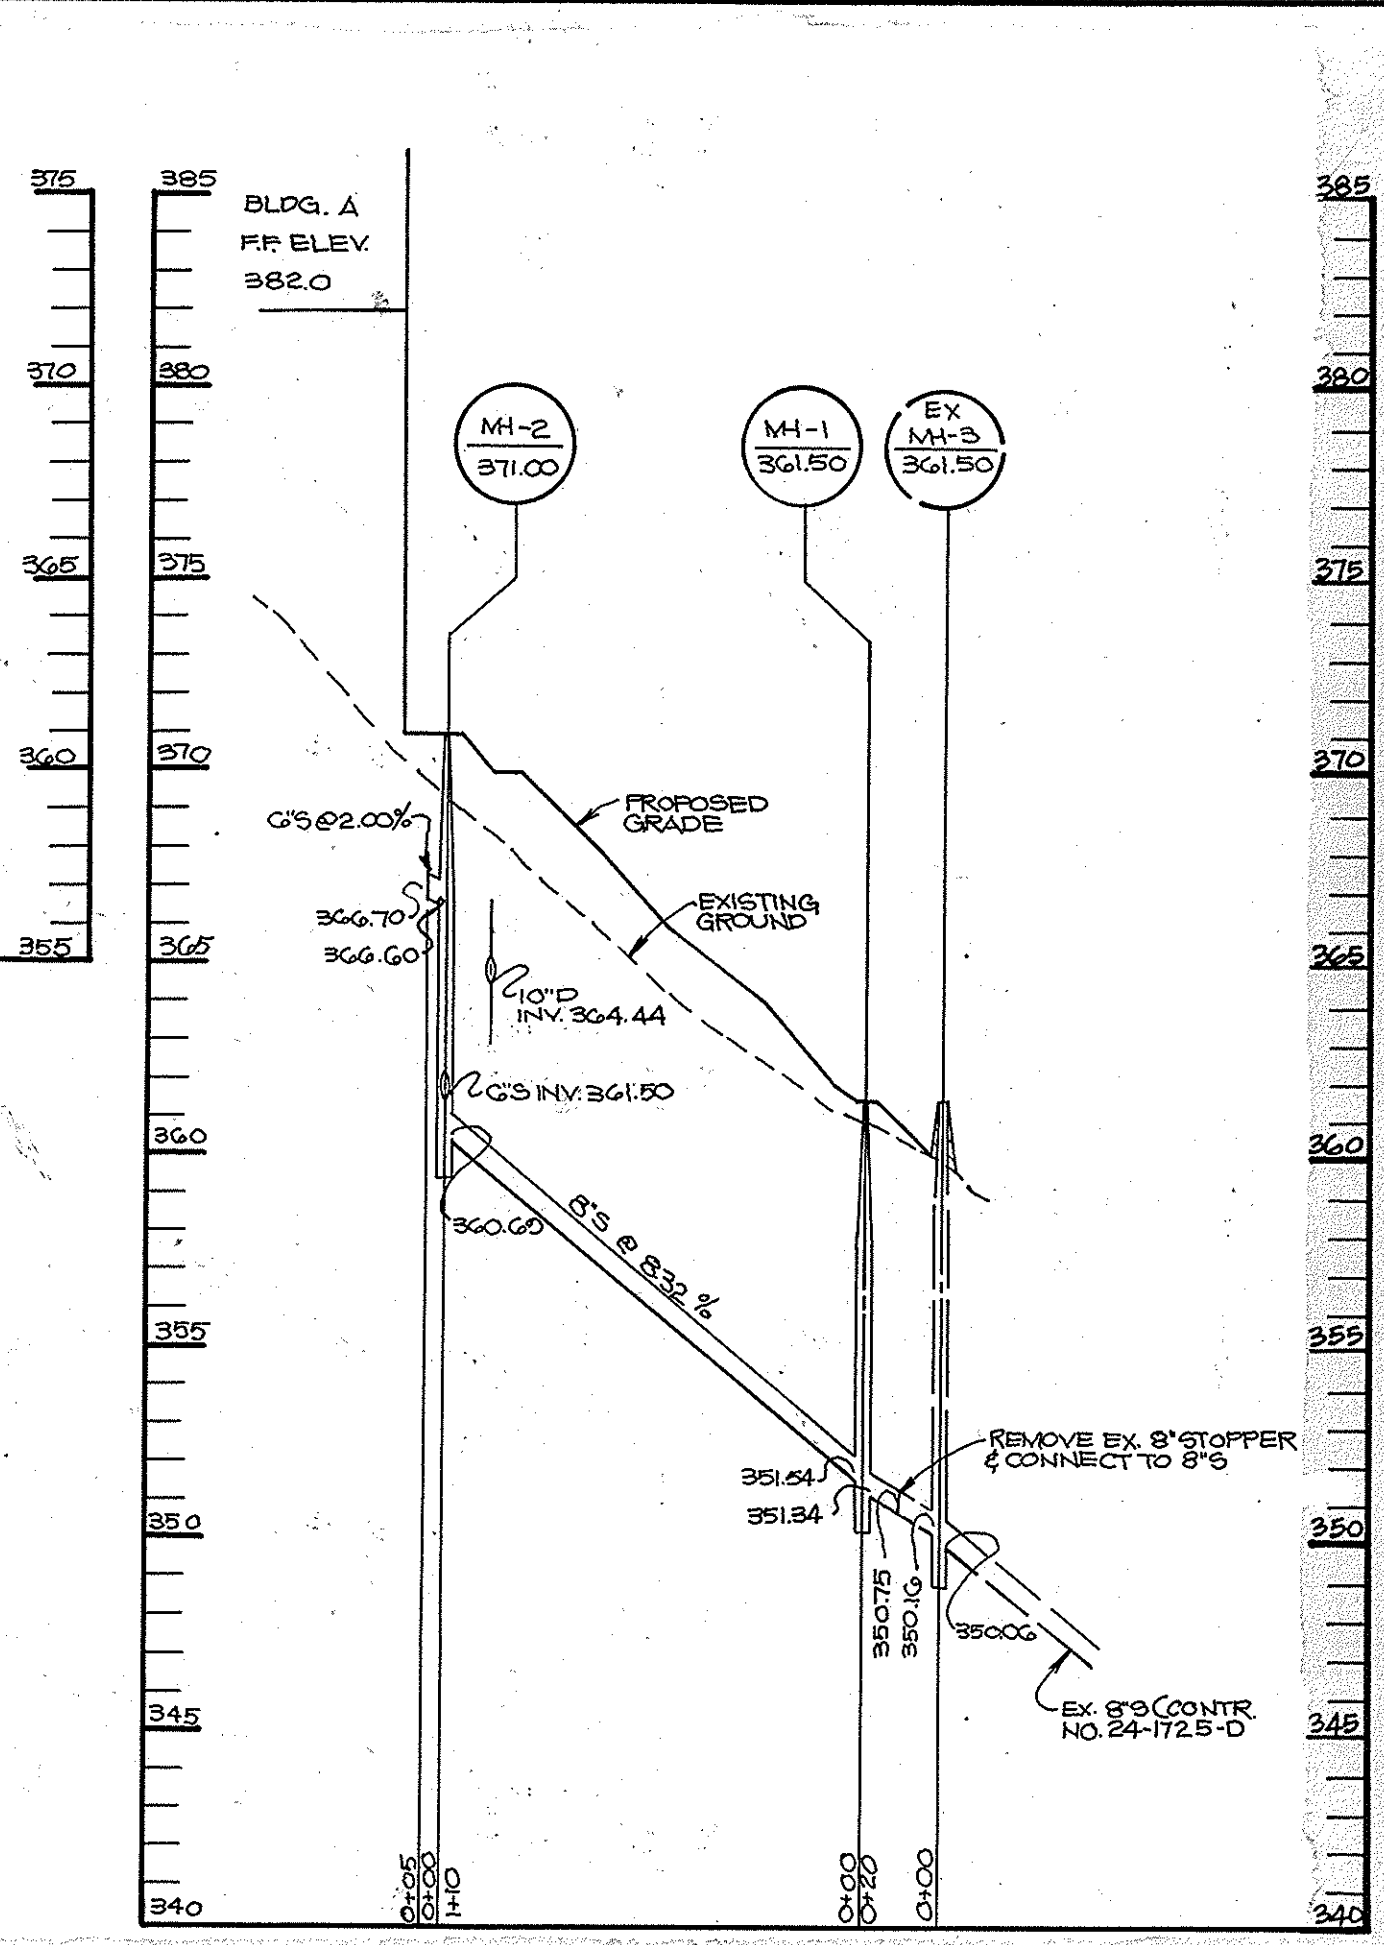 375
370
365
360
355
385
380
375
370
365
360
355
350
345
340
BLDG. A
F.F. ELEV.
382.0
MH-2
371.00
MH-1
361.50
EX
MH-3
361.50
PROPOSED
GRADE
6"S @ 2.00%
EXISTING
GROUND
366.70
366.60
10"D
INV. 364.44
6"S INV. 361.50
360.69
8"S @ 8.32 %
REMOVE EX. 8" STOPPER
& CONNECT TO 8"S
351.54
351.34
350.75
350.16
350.06
EX. 8"S (CONTR.
NO. 24-1725-D
0+05
0+00
1+10
0+00
0+20
0+00
385
380
375
370
365
360
355
350
345
340